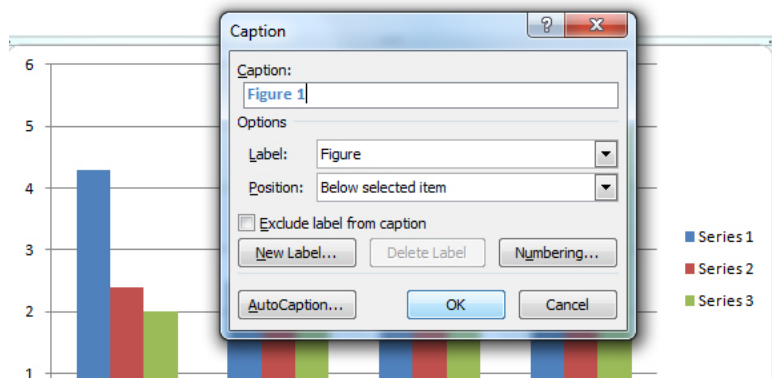 Caption
?
X
6
5
4
3
2
1
Caption:
Figure 1
Options
Label: Figure
Position: Below selected item
Exclude label from caption
New Label... Delete Label Numbering...
AutoCaption... OK Cancel
Series 1
Series 2
Series 3